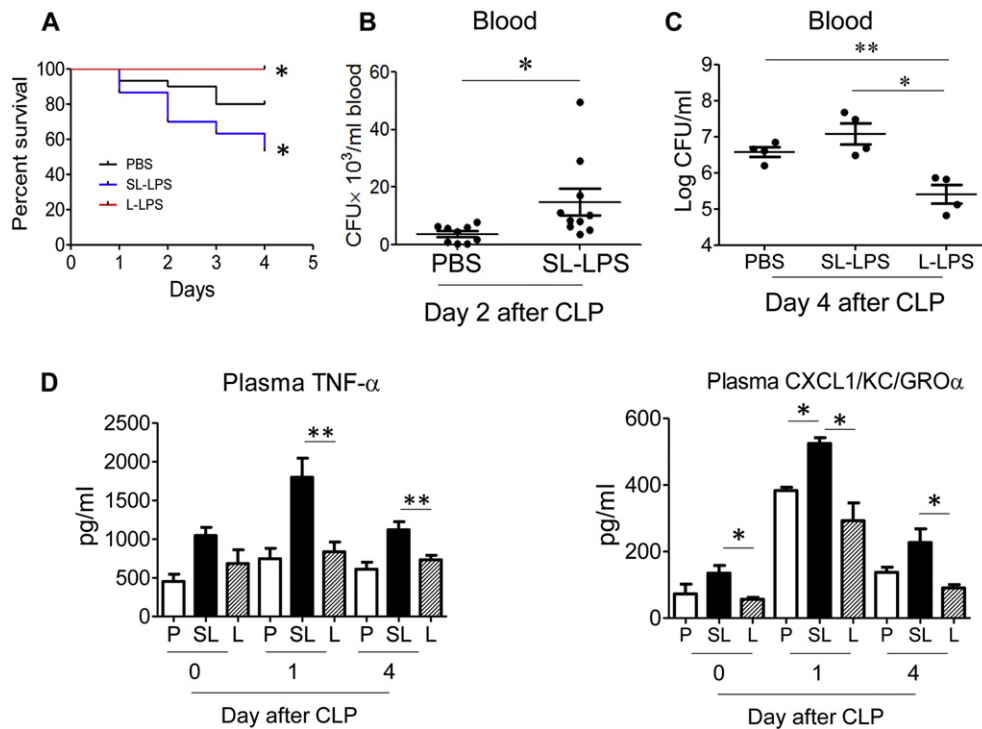 A
Percent survival
100
80
60
40
20
0
*
*
PBS
SL-LPS
L-LPS
0 1 2 3 4 5
Days
B
Blood
CFU× 10³/ml blood
60
40
20
0
*
PBS SL-LPS
Day 2 after CLP
C
Blood
Log CFU/ml
9
8
7
6
5
4
**
*
PBS SL-LPS L-LPS
Day 4 after CLP
D
Plasma TNF-α
pg/ml
2500
2000
1500
1000
500
0
**
**
P SL L P SL L P SL L
0 1 4
Day after CLP
Plasma CXCL1/KC/GROα
pg/ml
600
400
200
0
*
*
*
*
P SL L P SL L P SL L
0 1 4
Day after CLP